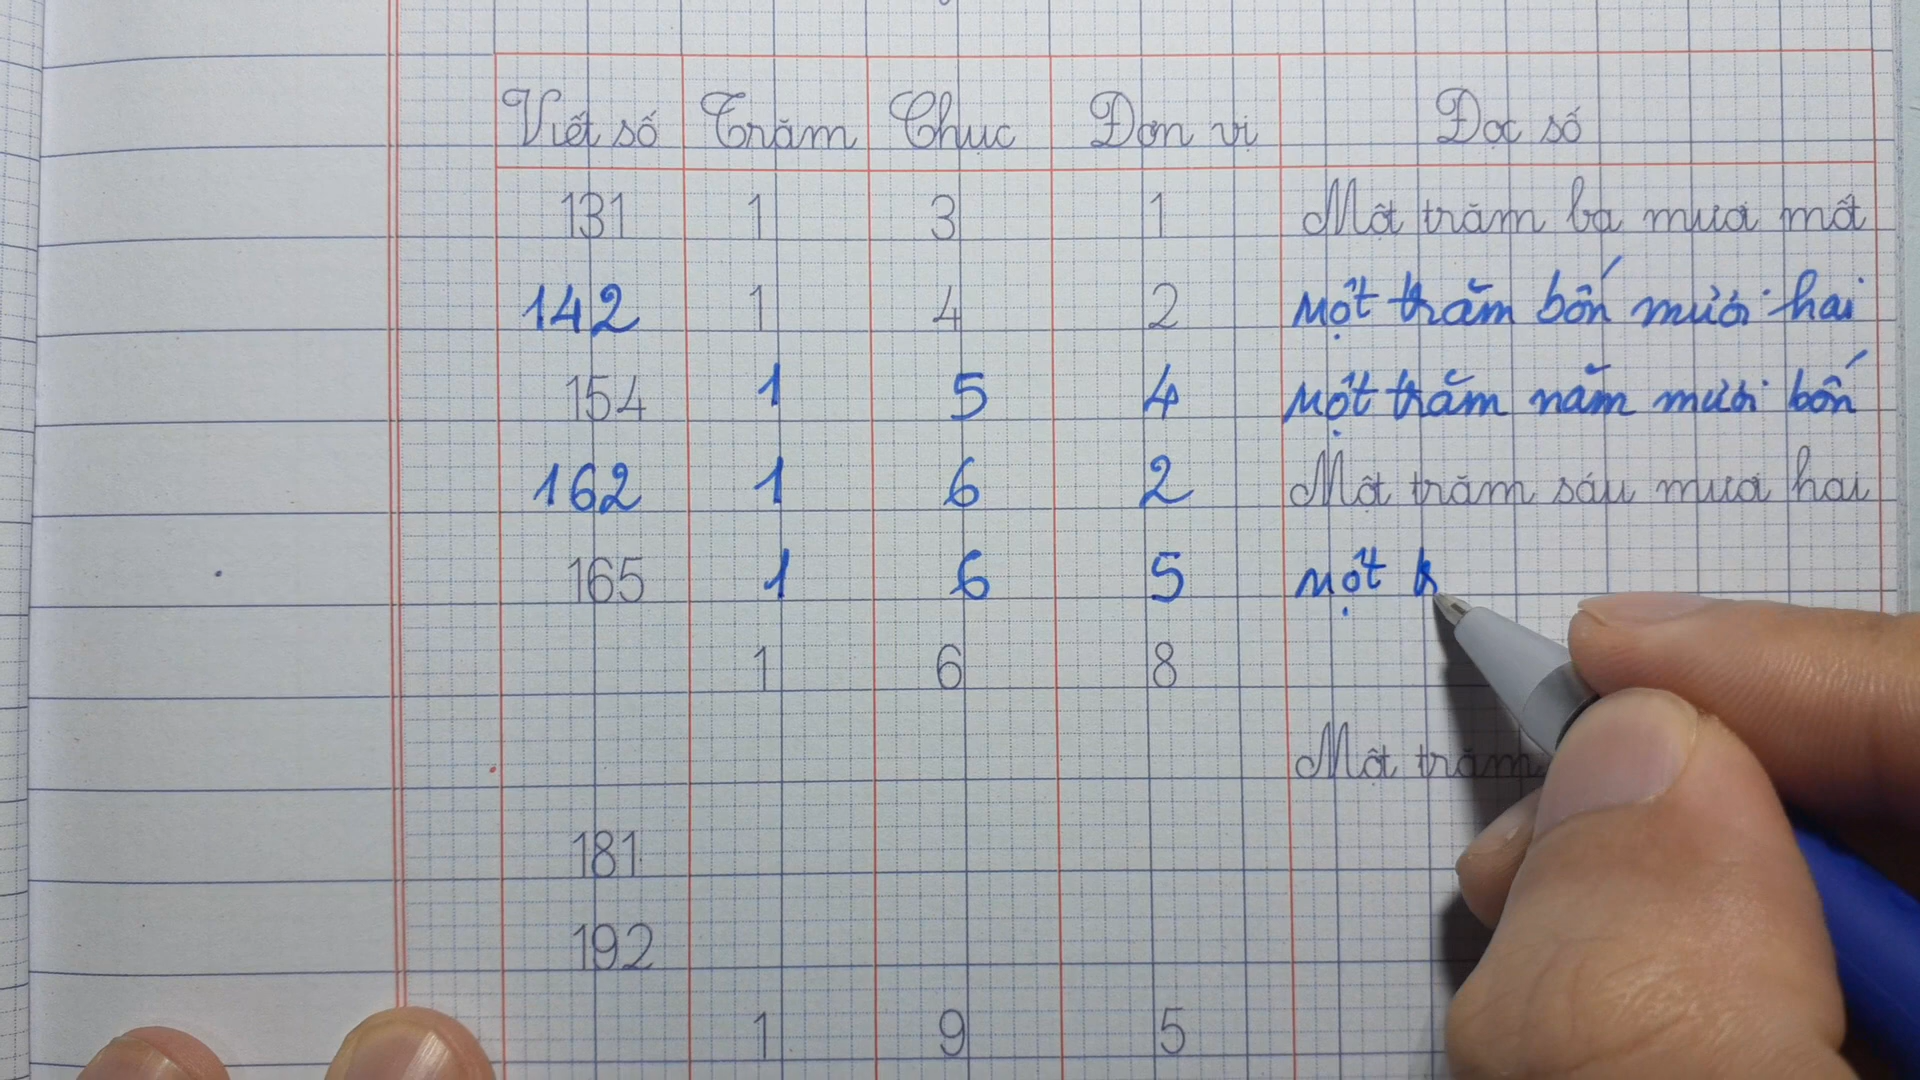 Viết số Trăm Chục Đơn vị Đọc số
131 1 3 1 Một trăm ba mươi mốt
142 1 4 2 Một trăm bốn mươi hai
154 1 5 4 Một trăm năm mươi bốn
162 1 6 2 Một trăm sáu mươi hai
165 1 6 5 Một tr
1 6 8
Một trăm
181
192
1 9 5